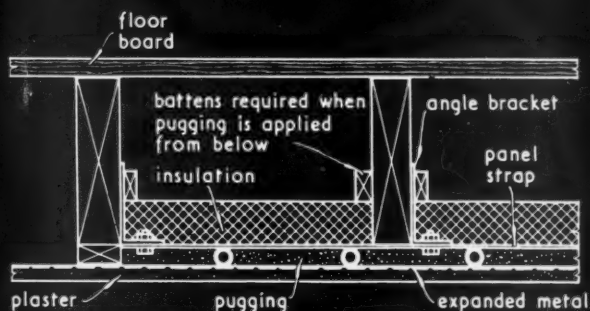 floor
board
battens required when
pugging is applied
from below
insulation
angle bracket
panel
strap
plaster
pugging
expanded metal